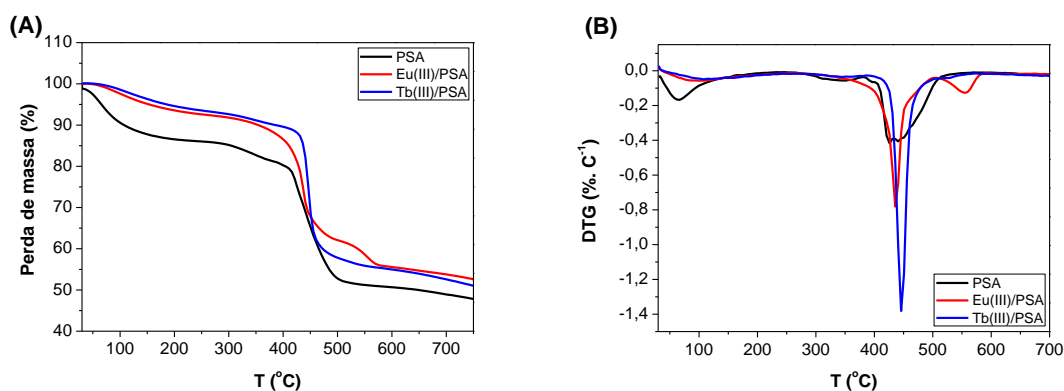 (A)
110
100
90
80
70
60
50
40
Perda de massa (%)
PSA
Eu(III)/PSA
Tb(III)/PSA
100 200 300 400 500 600 700
T (°C)
(B)
0,0
-0,2
-0,4
-0,6
-0,8
-1,0
-1,2
-1,4
DTG (%. C⁻¹)
PSA
Eu(III)/PSA
Tb(III)/PSA
100 200 300 400 500 600 700
T (°C)